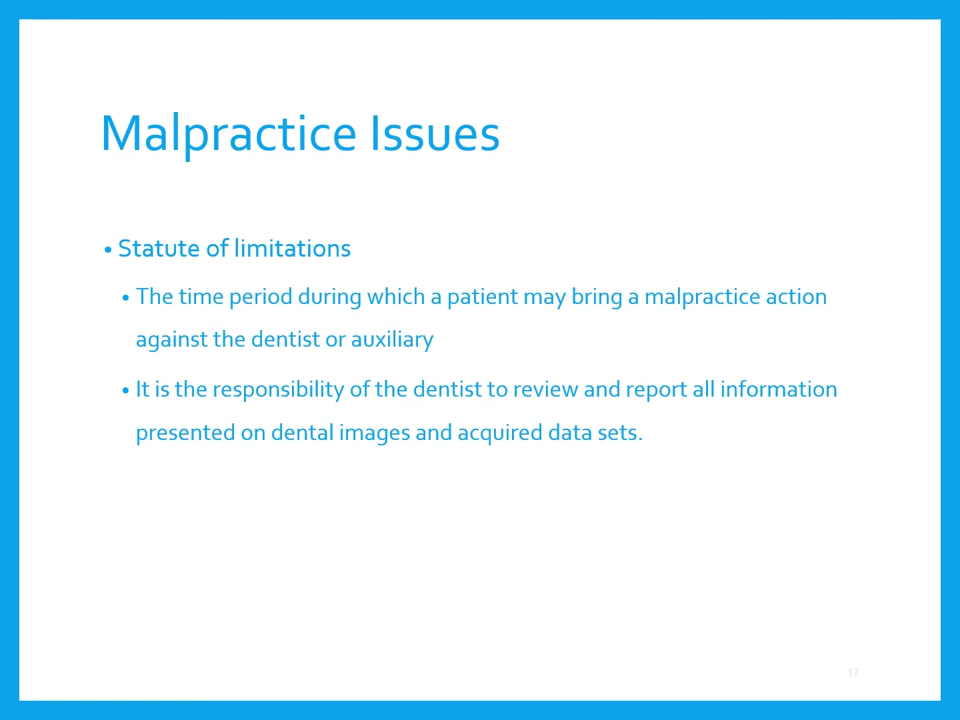 Malpractice Issues
• Statute of limitations
• The time period during which a patient may bring a malpractice action
against the dentist or auxiliary
• It is the responsibility of the dentist to review and report all information
presented on dental images and acquired data sets.
17